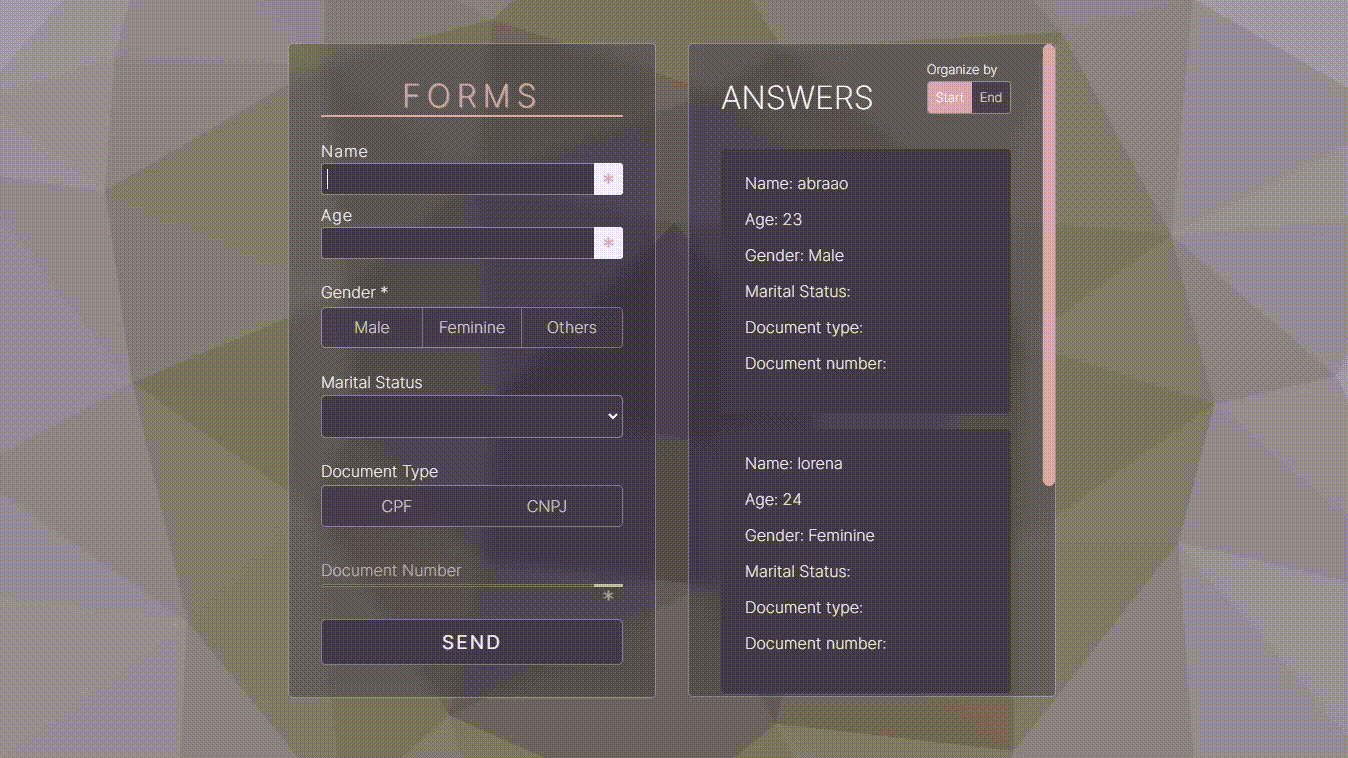 FORMS
Name
*
Age
*
Gender *
Male Feminine Others
Marital Status
Document Type
CPF CNPJ
Document Number
*
SEND
ANSWERS
Organize by
Start End
Name: abraao
Age: 23
Gender: Male
Marital Status:
Document type:
Document number:
Name: lorena
Age: 24
Gender: Feminine
Marital Status:
Document type:
Document number: